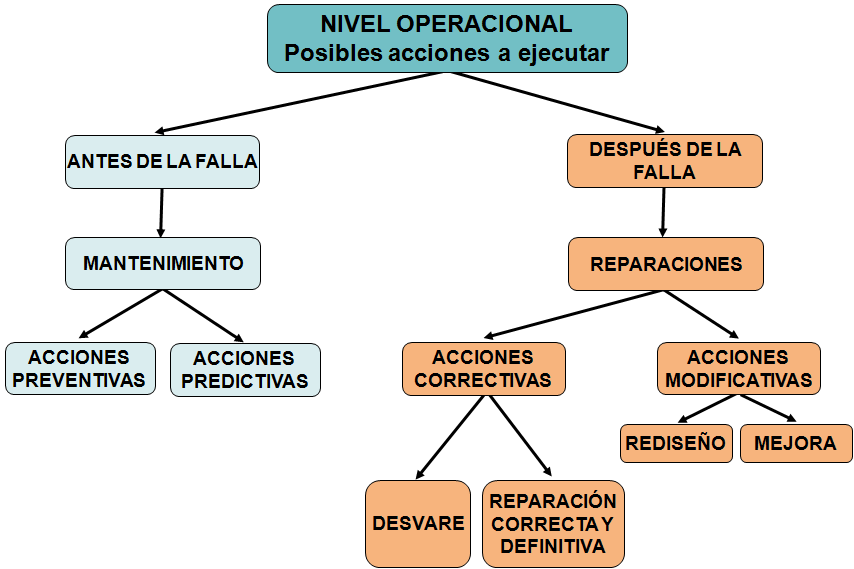 NIVEL OPERACIONAL
Posibles acciones a ejecutar
ANTES DE LA FALLA
DESPUÉS DE LA
FALLA
MANTENIMIENTO
REPARACIONES
ACCIONES
PREVENTIVAS
ACCIONES
PREDICTIVAS
ACCIONES
CORRECTIVAS
ACCIONES
MODIFICATIVAS
REDISEÑO
MEJORA
DESVARE
REPARACIÓN
CORRECTA Y
DEFINITIVA